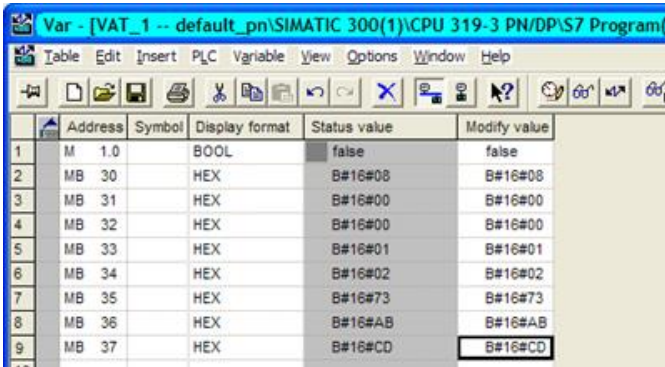 Var - [VAT_1 -- default_pn\SIMATIC 300(1)\CPU 319-3 PN/DP\S7 Program(
Table Edit Insert PLC Variable View Options Window Help
Address Symbol Display format Status value Modify value
1 M 1.0 BOOL false false
2 MB 30 HEX B#16#08 B#16#08
3 MB 31 HEX B#16#00 B#16#00
4 MB 32 HEX B#16#00 B#16#00
5 MB 33 HEX B#16#01 B#16#01
6 MB 34 HEX B#16#02 B#16#02
7 MB 35 HEX B#16#73 B#16#73
8 MB 36 HEX B#16#AB B#16#AB
9 MB 37 HEX B#16#CD B#16#CD